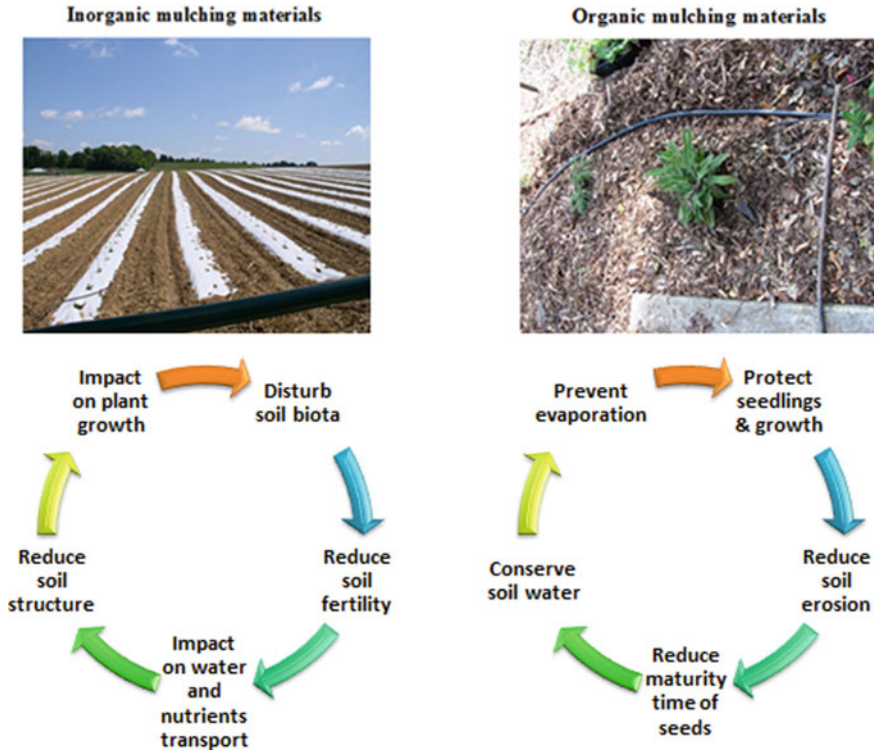 Inorganic mulching materials
Organic mulching materials
Impact
on plant
growth
Disturb
soil biota
Reduce
soil
fertility
Impact
on water
and
nutrients
transport
Reduce
soil
structure
Prevent
evaporation
Protect
seedlings
& growth
Reduce
soil
erosion
Reduce
maturity
time of
seeds
Conserve
soil water